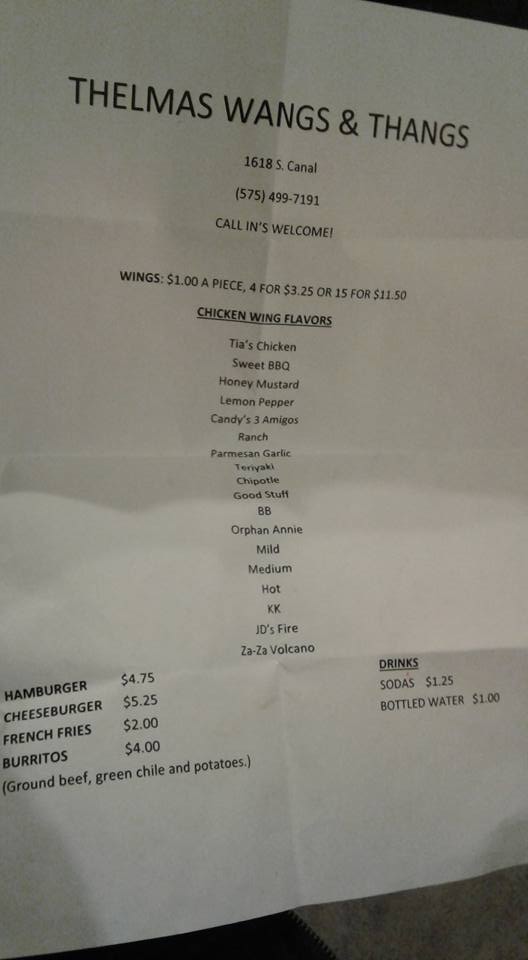 THELMAS WANGS & THANGS
1618 S. Canal
(575) 499-7191
CALL IN'S WELCOME!
WINGS: $1.00 A PIECE, 4 FOR $3.25 OR 15 FOR $11.50
CHICKEN WING FLAVORS
Tia's Chicken
Sweet BBQ
Honey Mustard
Lemon Pepper
Candy's 3 Amigos
Ranch
Parmesan Garlic
Teriyaki
Chipotle
Good Stuff
BB
Orphan Annie
Mild
Medium
Hot
KK
JD's Fire
Za-Za Volcano
HAMBURGER $4.75
CHEESEBURGER $5.25
FRENCH FRIES $2.00
BURRITOS $4.00
(Ground beef, green chile and potatoes.)
DRINKS
SODAS $1.25
BOTTLED WATER $1.00